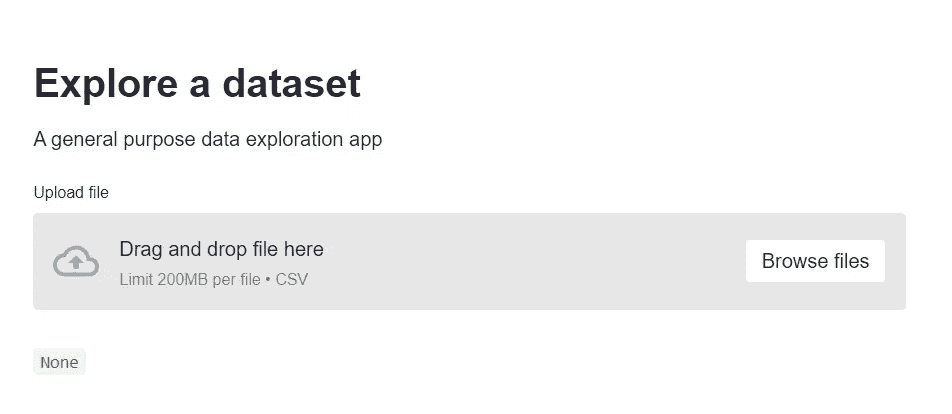 Explore a dataset
A general purpose data exploration app
Upload file
Drag and drop file here
Limit 200MB per file • CSV
Browse files
None